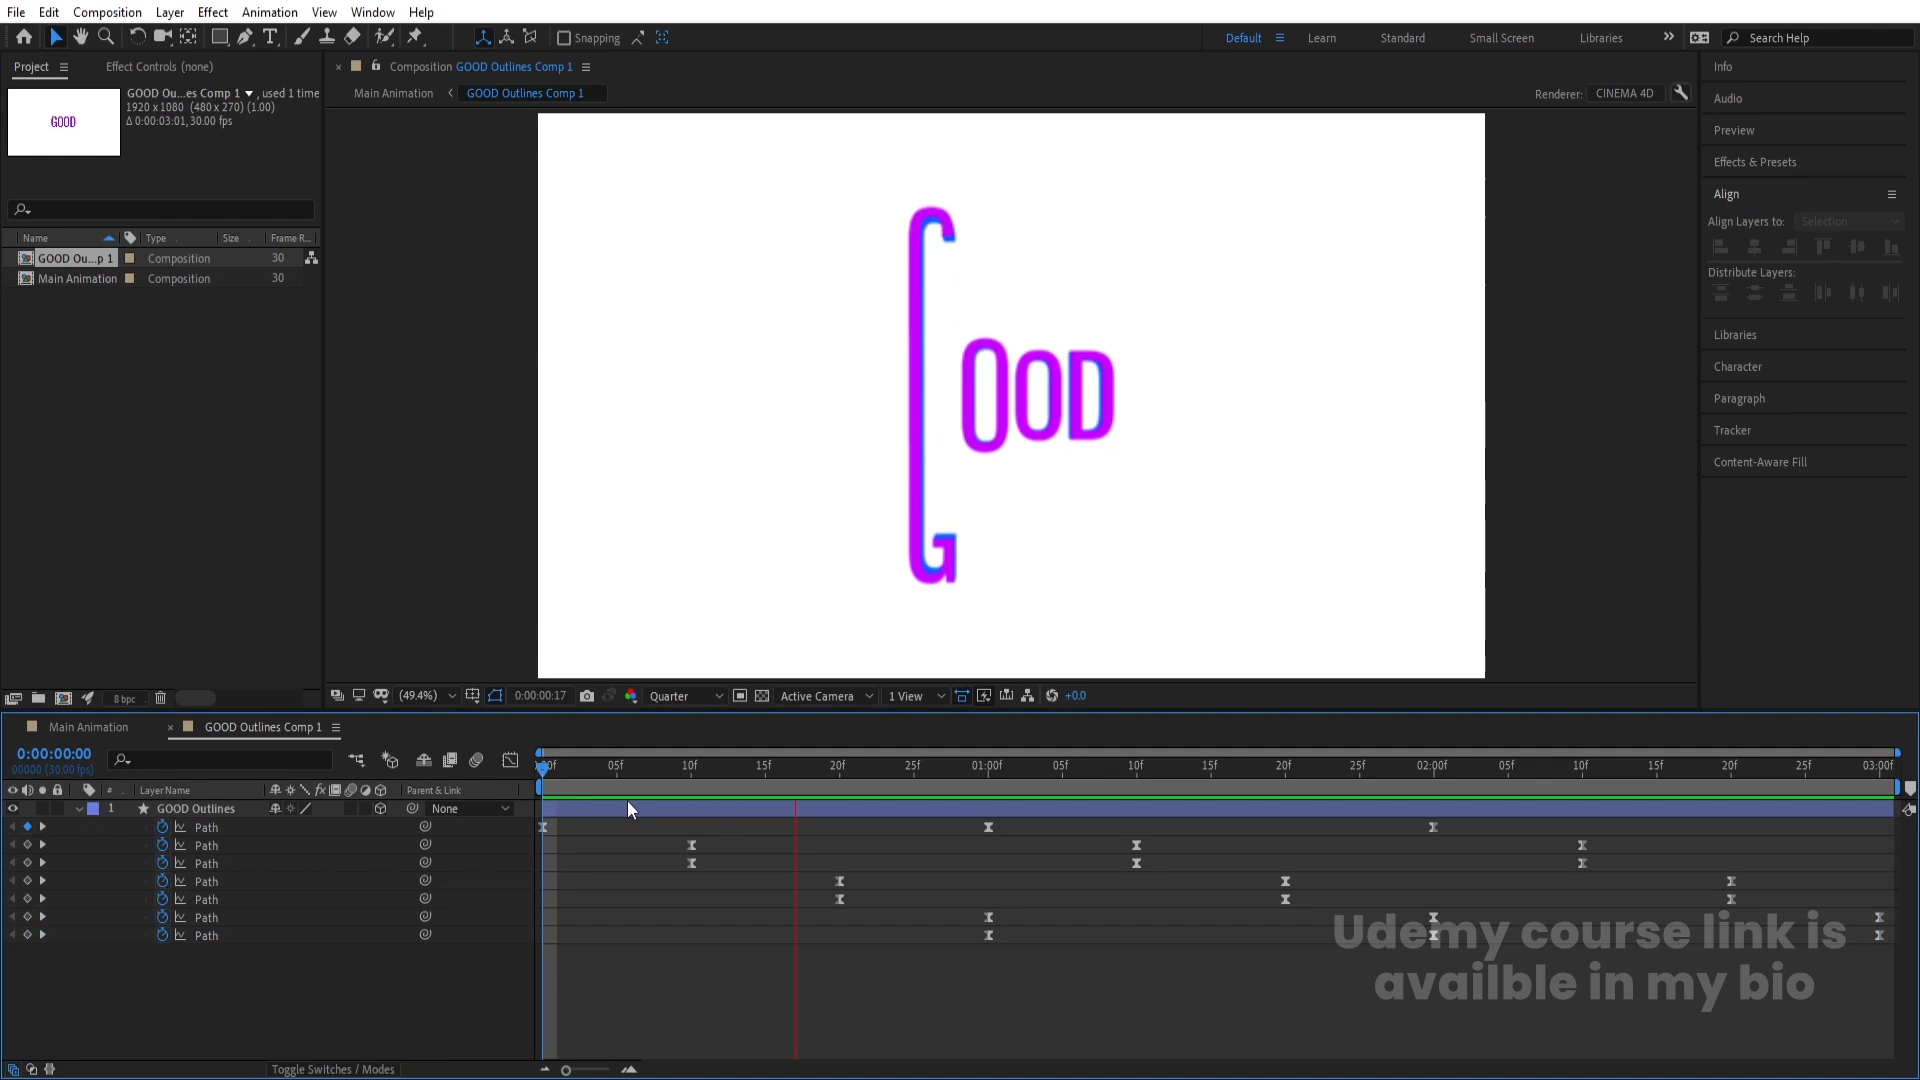 File Edit Composition Layer Effect Animation View Window Help
Snapping
Default Learn Standard Small Screen Libraries Search Help
Project Effect Controls (none)
GOOD Ou...es Comp 1 , used 1 time
1920 x 1080 (480 x 270) (1.00)
Δ 0:00:03:01, 30.00 fps
GOOD
Name Type Size Frame R...
GOOD Ou...p 1 Composition 30
Main Animation Composition 30
8 bpc
Composition GOOD Outlines Comp 1
Main Animation GOOD Outlines Comp 1
Renderer: CINEMA 4D
GOOD
(49.4%) 0:00:00:17 Quarter Active Camera 1 View +0.0
Info
Audio
Preview
Effects & Presets
Align
Align Layers to: Selection
Distribute Layers:
Libraries
Character
Paragraph
Tracker
Content-Aware Fill
Main Animation GOOD Outlines Comp 1
0:00:00:00
00000 (30.00 fps)
05f 10f 15f 20f 25f 01:00f 05f 10f 15f 20f 25f 02:00f 05f 10f 15f 20f 25f 03:00f
# Layer Name fx Parent & Link
1 GOOD Outlines None
Path
Path
Path
Path
Path
Path
Path
Udemy course link is
availble in my bio
Toggle Switches / Modes